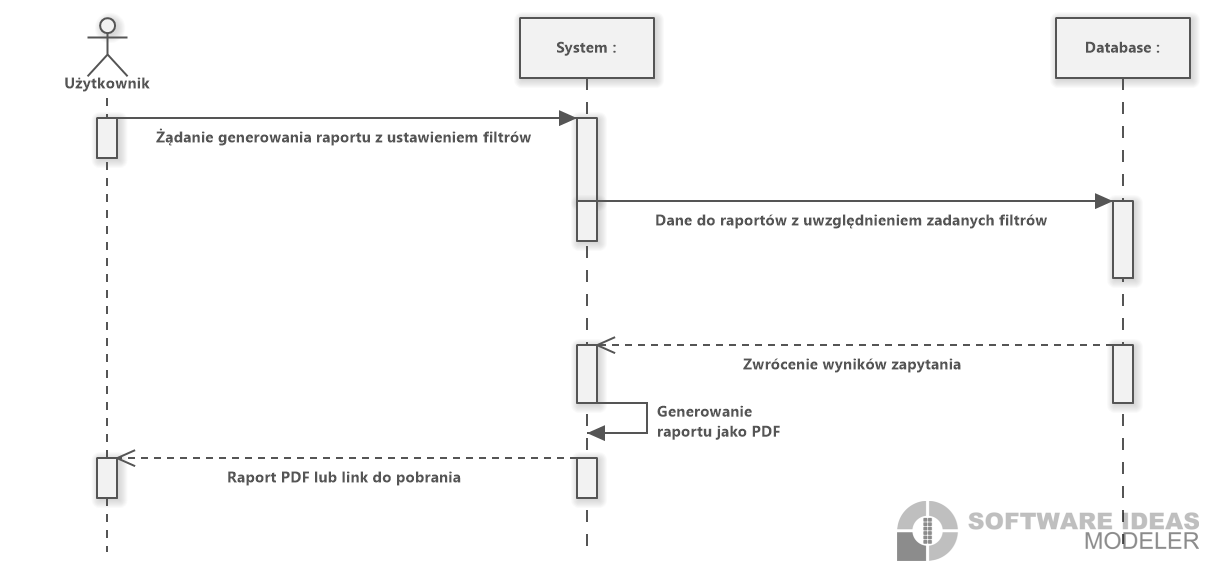 Użytkownik
System :
Database :
Żądanie generowania raportu z ustawieniem filtrów
Dane do raportów z uwzględnieniem zadanych filtrów
Zwrócenie wyników zapytania
Generowanie
raportu jako PDF
Raport PDF lub link do pobrania
SOFTWARE IDEAS
MODELER